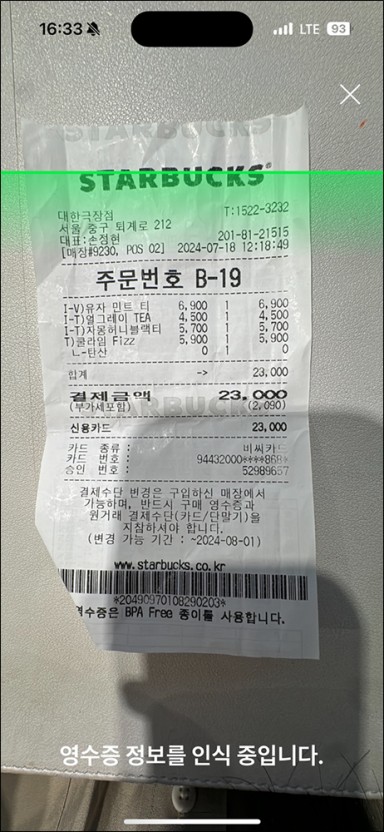 16:33
LTE 93
STARBUCKS
대한극장점 T:1522-3232
서울 중구 퇴계로 212
대표:손정현 201-81-21515
[매장#9230, POS 02] 2024-07-18 12:18:49
주문번호 B-19
I-V)유자 민트 티 6,900 1 6,900
I-T)얼그레이 TEA 4,500 1 4,500
I-T)자몽허니블랙티 5,700 1 5,700
T)쿨라임 Fizz 5,900 1 5,900
ㄴ-탄산 0 1 0
합계 -> 23,000
결제금액 23,000
(부가세포함) (2,090)
신용카드 23,000
카드 종류 : 비씨카드
카드 번호 : 94432000****868*
승인 번호 : 52989657
결제수단 변경은 구입하신 매장에서
가능하며, 반드시 구매 영수증과
원거래 결제수단(카드/단말기)을
지참하셔야 합니다.
(변경 가능 기간 : ~2024-08-01)
www.starbucks.co.kr
*20490970108290203*
영수증은 BPA Free 종이를 사용합니다.
영수증 정보를 인식 중입니다.